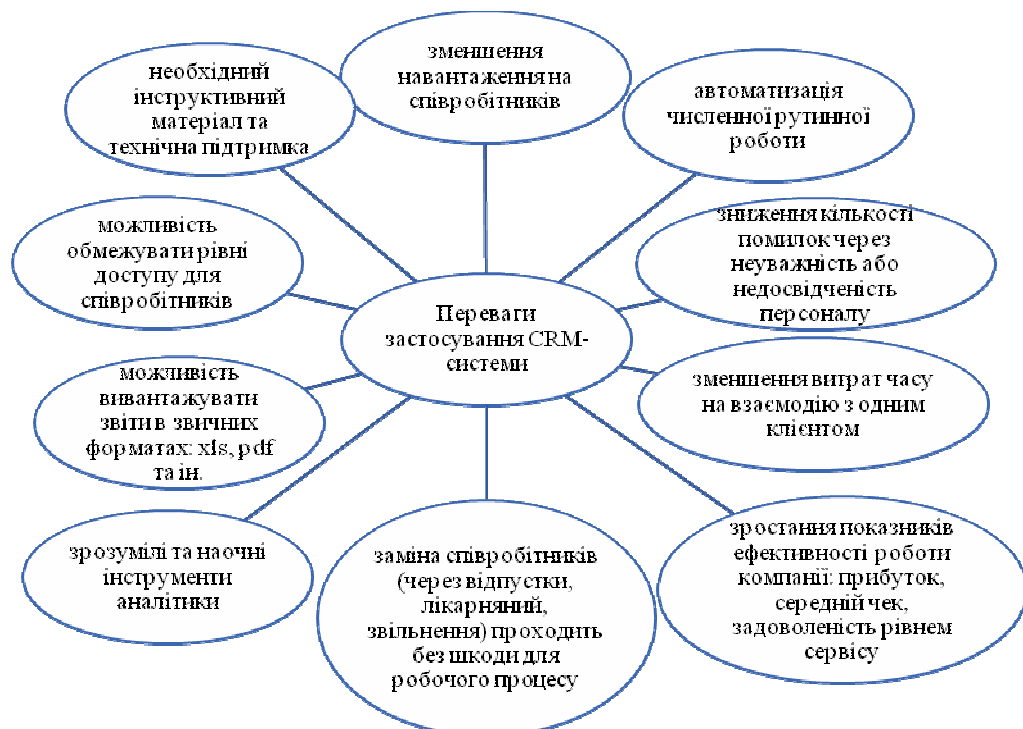 необхідний
інструктивний
матеріал та
технічна підтримка
зменшення
навантаження на
співробітників
автоматизація
численної рутинної
роботи
можливість
обмежувати рівні
доступу для
співробітників
Переваги
застосування CRM-
системи
зниження кількості
помилок через
неуважність або
недосвідченість
персоналу
можливість
вивантажувати
звіти в звичних
форматах: xls, pdf
та ін.
зменшення витрат часу
на взаємодію з одним
клієнтом
зрозумілі та наочні
інструменти
аналітики
заміна співробітників
(через відпустки,
лікарняний,
звільнення) проходить
без шкоди для
робочого процесу
зростання показників
ефективності роботи
компанії: прибуток,
середній чек,
задоволеність рівнем
сервісу